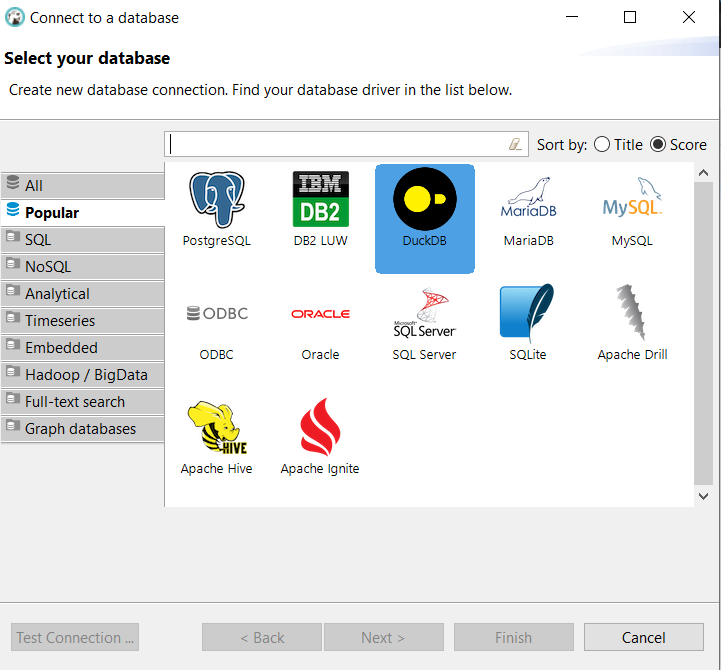 Connect to a database
Select your database
Create new database connection. Find your database driver in the list below.
Sort by: Title Score
All
Popular
SQL
NoSQL
Analytical
Timeseries
Embedded
Hadoop / BigData
Full-text search
Graph databases
IBM
DB2
MariaDB
MySQL
PostgreSQL
DB2 LUW
DuckDB
MariaDB
MySQL
ODBC
ORACLE
Microsoft
SQL Server
ODBC
Oracle
SQL Server
SQLite
Apache Drill
HIVE
Apache Hive
Apache Ignite
Test Connection ...
< Back
Next >
Finish
Cancel